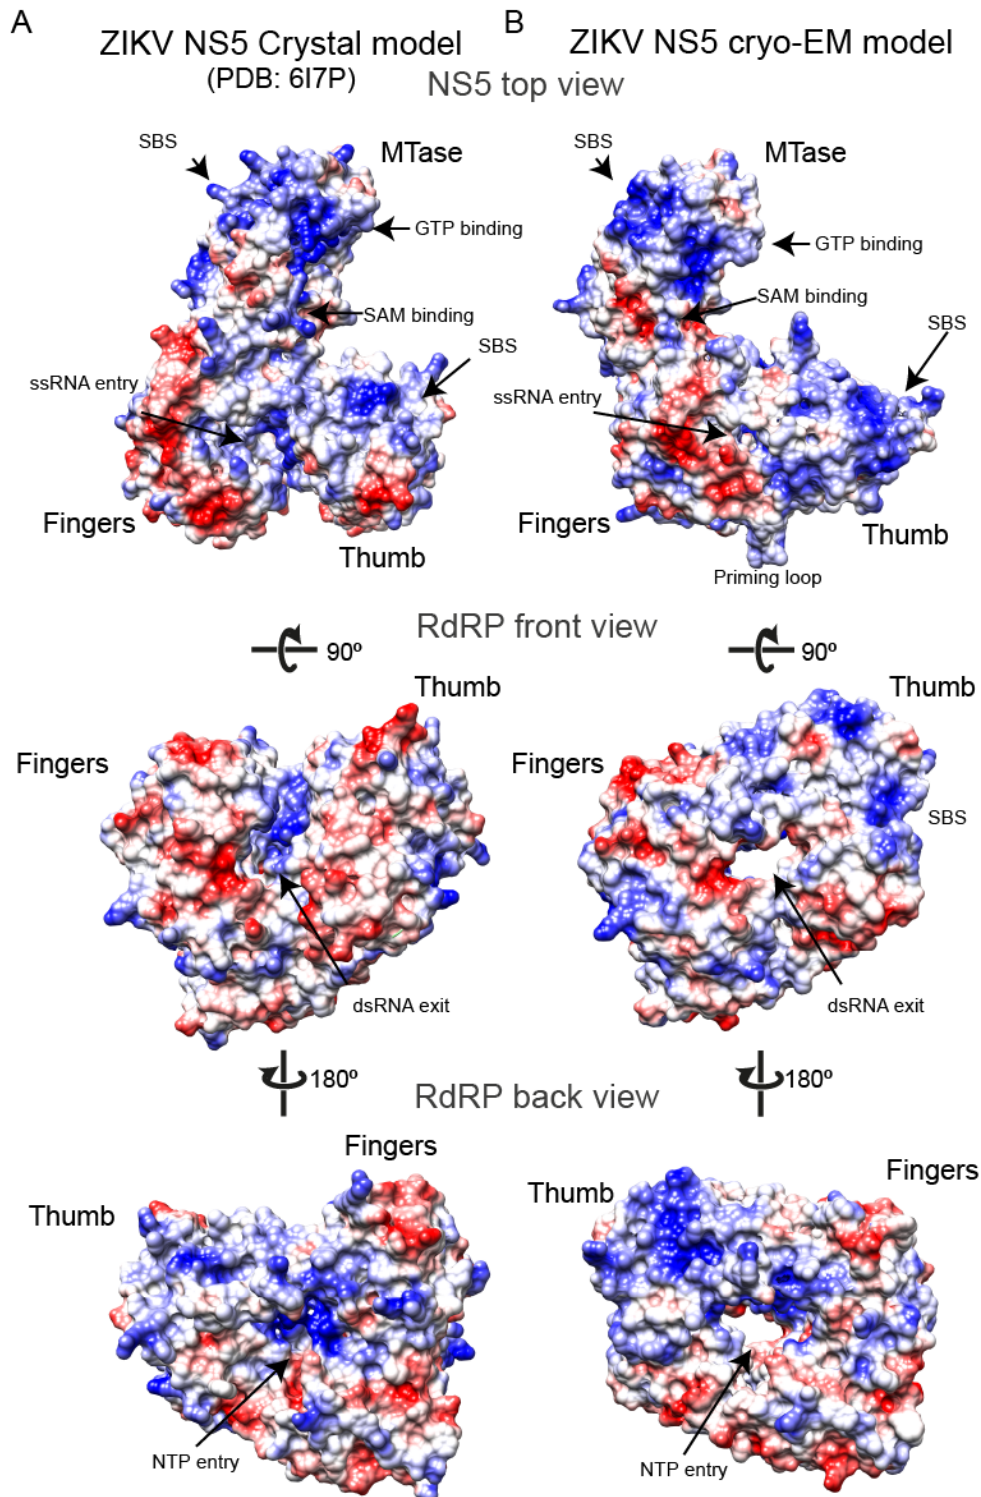 A
B
ZIKV NS5 Crystal model
(PDB: 6I7P)
ZIKV NS5 cryo-EM model
NS5 top view
SBS
MTase
GTP binding
SAM binding
SBS
ssRNA entry
Fingers
Thumb
SBS
MTase
GTP binding
SAM binding
SBS
ssRNA entry
Fingers
Thumb
Priming loop
RdRP front view
90º
90º
Thumb
Fingers
dsRNA exit
Thumb
Fingers
SBS
dsRNA exit
180º
180º
RdRP back view
Fingers
Thumb
NTP entry
Fingers
Thumb
NTP entry